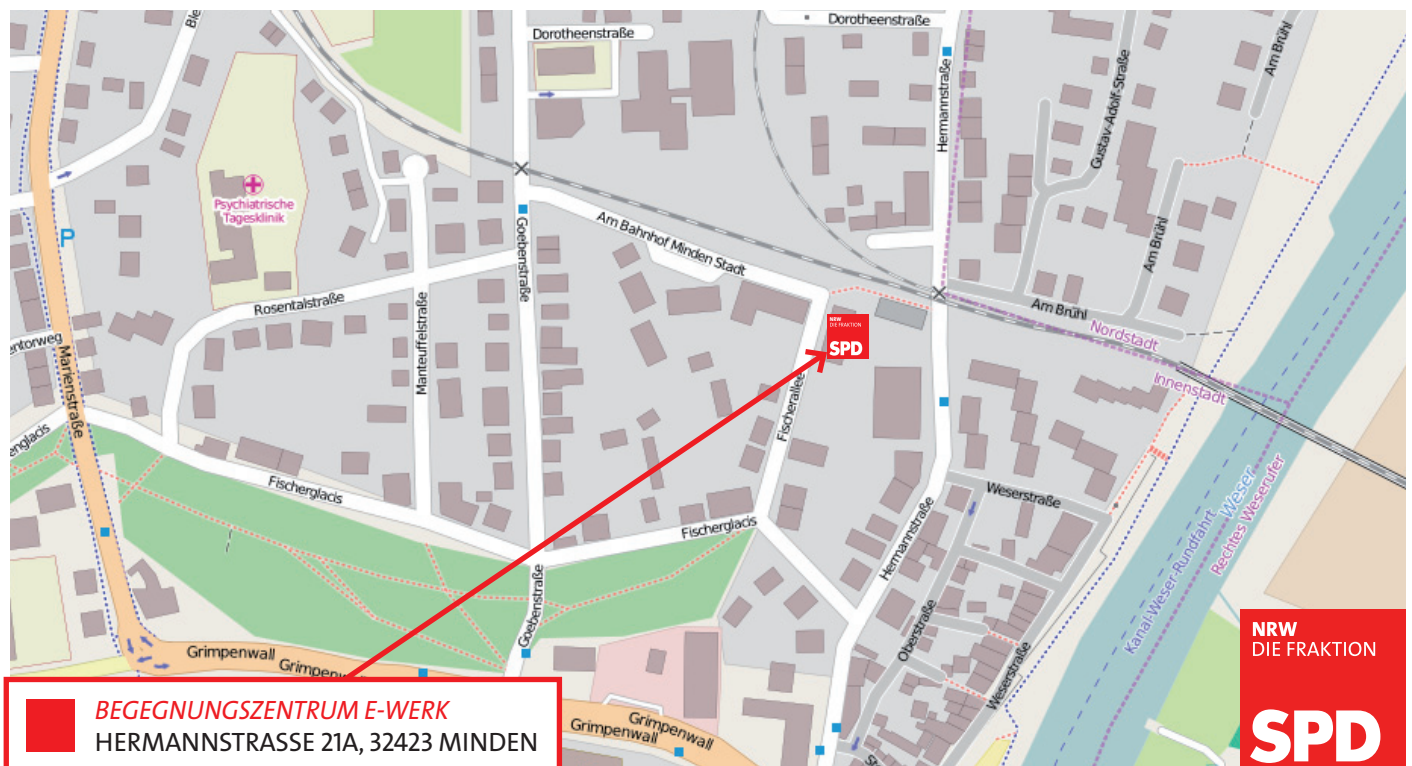 Dorotheenstraße
Dorotheenstraße
Am Brühl
Gustav-Adolf-Straße
Hermannstraße
Psychiatrische
Tagesklinik
P
Goebenstraße
Am Bahnhof Minden Stadt
Am Brühl
Rosentalstraße
Manteuffelstraße
Am Brühl
Nordstadt
Innenstadt
NRW
DIE FRAKTION
SPD
Marienstraße
Fischerallee
Fischerglacis
Fischerglacis
Weserstraße
Hermannstraße
Weser
Kanal-Weser-Rundfahrt
Rechtes Weserufer
Goebenstraße
Oberstraße
Weserstraße
Grimpenwall
Grimpenwall
Grimpenwall
Grimpenwall
BEGEGNUNGSZENTRUM E-WERK
HERMANNSTRASSE 21A, 32423 MINDEN
NRW
DIE FRAKTION
SPD